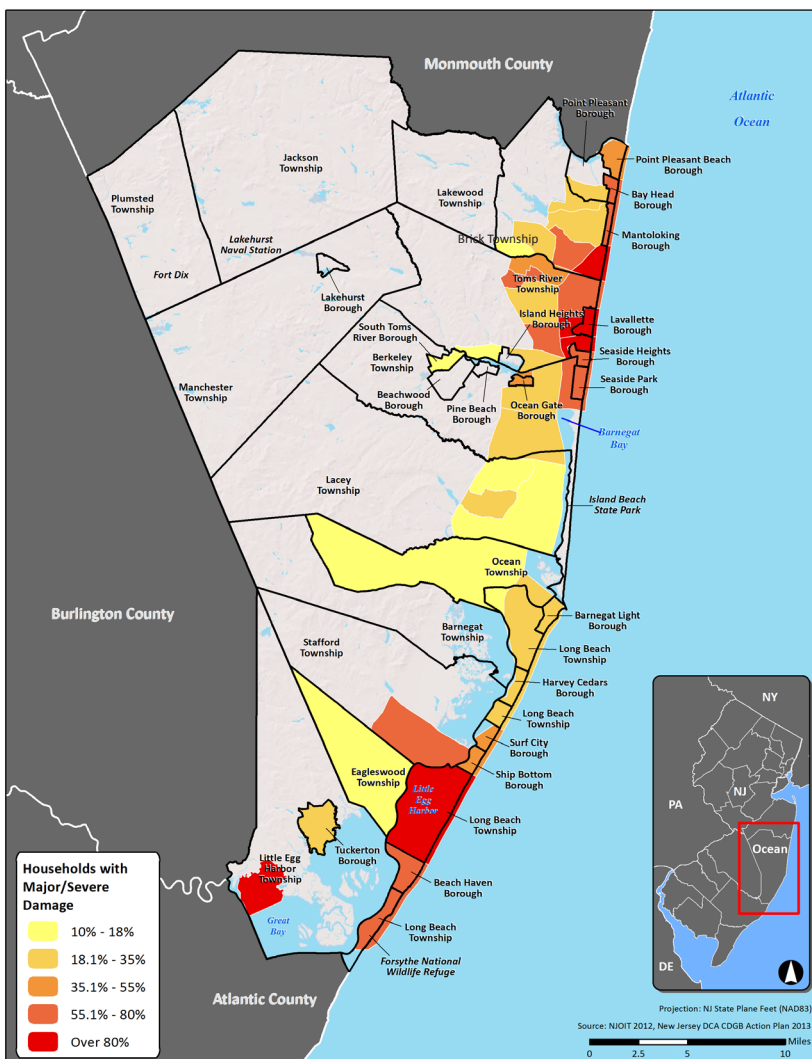 Monmouth County
Atlantic
Ocean
Point Pleasant
Borough
Point Pleasant Beach
Borough
Jackson
Township
Lakewood
Township
Plumsted
Township
Bay Head
Borough
Mantoloking
Borough
Brick Township
Lakehurst
Naval Station
Fort Dix
Toms River
Township
Lakehurst
Borough
Island Heights
Borough
Lavallette
Borough
South Toms
River Borough
Berkeley
Township
Seaside Heights
Borough
Seaside Park
Borough
Manchester
Township
Beachwood
Borough
Pine Beach
Borough
Ocean Gate
Borough
Barnegat
Bay
Lacey
Township
Island Beach
State Park
Ocean
Township
Burlington County
Barnegat
Township
Barnegat Light
Borough
Stafford
Township
Long Beach
Township
Harvey Cedars
Borough
Long Beach
Township
Surf City
Borough
Eagleswood
Township
Ship Bottom
Borough
Little
Egg
Harbor
Long Beach
Township
Tuckerton
Borough
Little Egg
Harbor
Township
Beach Haven
Borough
Great
Bay
Long Beach
Township
Forsythe National
Wildlife Refuge
Atlantic County
Households with
Major/Severe
Damage
10% - 18%
18.1% - 35%
35.1% - 55%
55.1% - 80%
Over 80%
NY
PA
NJ
Ocean
DE
Projection: NJ State Plane Feet (NAD83)
Source: NJOIT 2012, New Jersey DCA CDGB Action Plan 2013
Miles
0 2.5 5 10